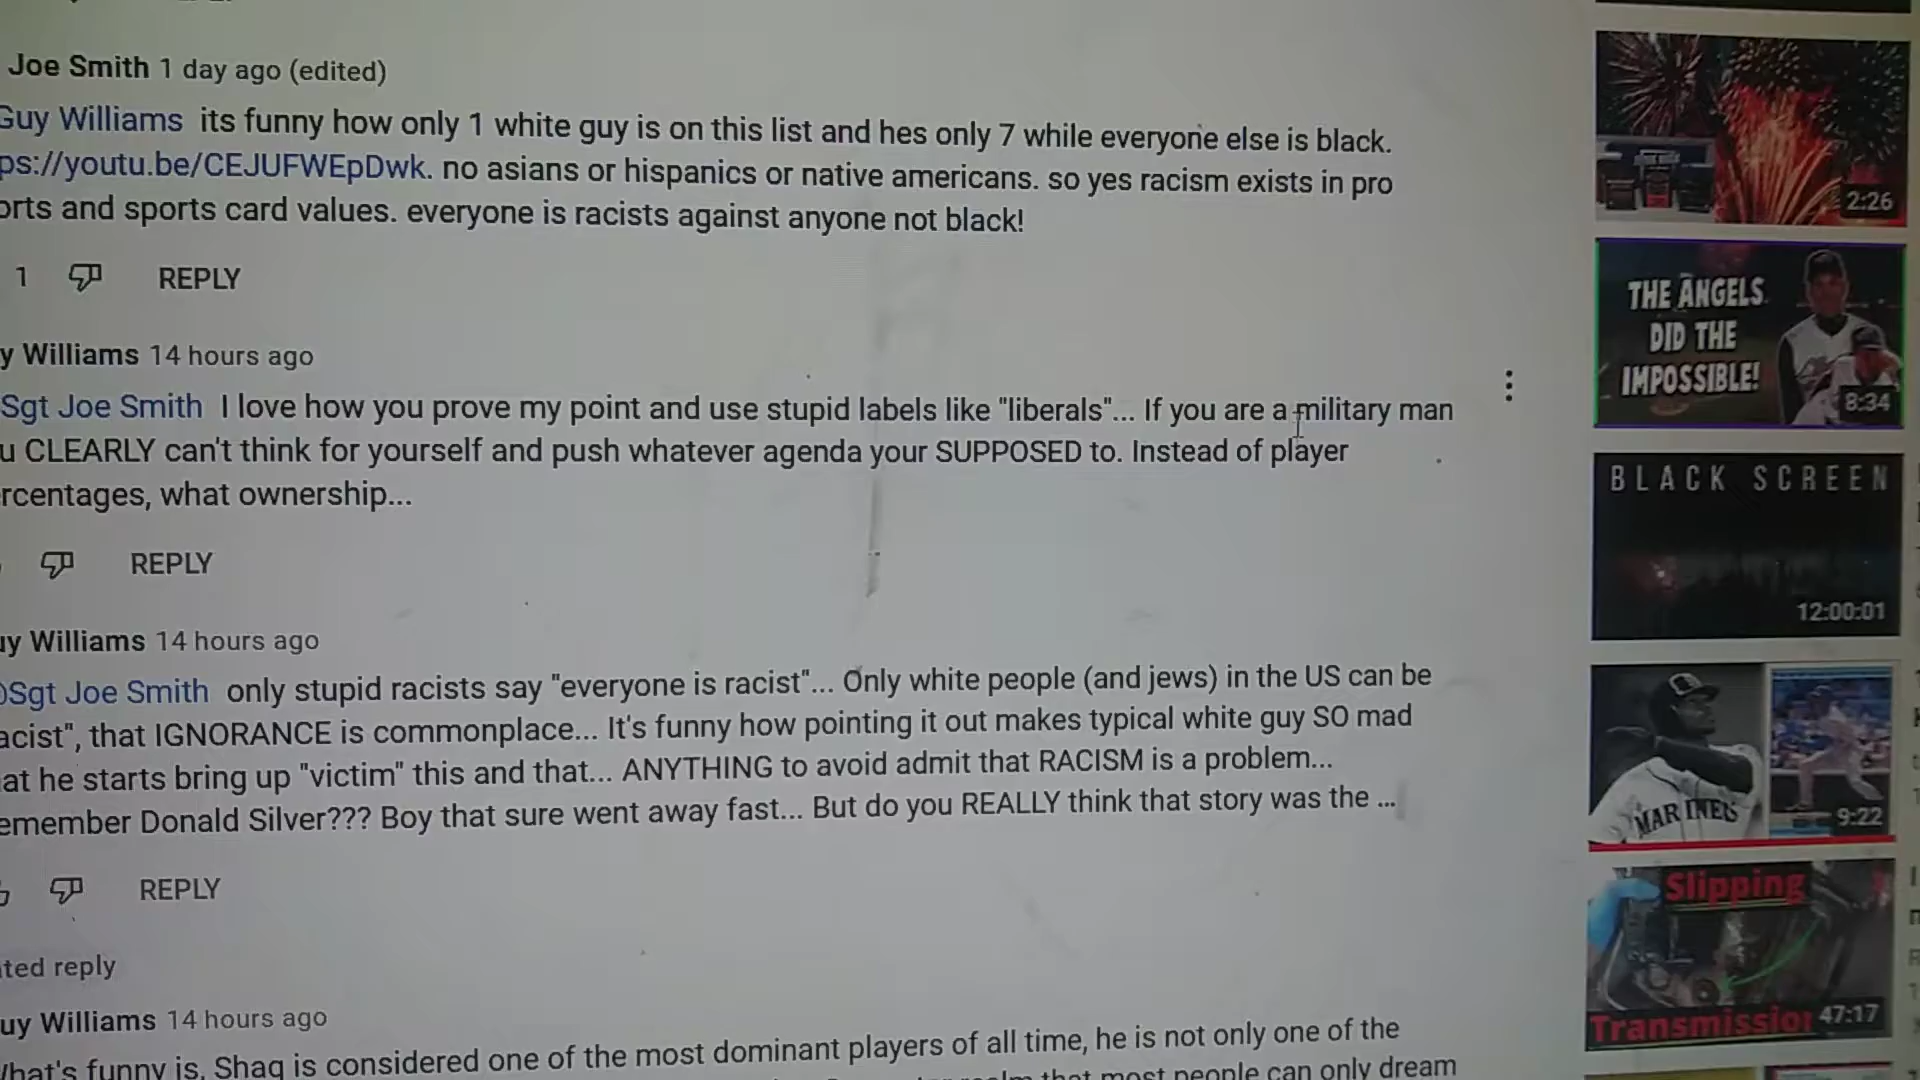 Joe Smith 1 day ago (edited)
Guy Williams its funny how only 1 white guy is on this list and hes only 7 while everyone else is black.
ps://youtu.be/CEJUFWEpDwk. no asians or hispanics or native americans. so yes racism exists in pro
orts and sports card values. everyone is racists against anyone not black!
1 REPLY
y Williams 14 hours ago
Sgt Joe Smith I love how you prove my point and use stupid labels like "liberals"... If you are a military man
u CLEARLY can't think for yourself and push whatever agenda your SUPPOSED to. Instead of player
rcentages, what ownership...
REPLY
uy Williams 14 hours ago
@Sgt Joe Smith only stupid racists say "everyone is racist"... Only white people (and jews) in the US can be
acist", that IGNORANCE is commonplace... It's funny how pointing it out makes typical white guy SO mad
at he starts bring up "victim" this and that... ANYTHING to avoid admit that RACISM is a problem...
emember Donald Silver??? Boy that sure went away fast... But do you REALLY think that story was the ...
REPLY
ted reply
uy Williams 14 hours ago
What's funny is, Shaq is considered one of the most dominant players of all time, he is not only one of the
that most people can only dream
2:26
THE ANGELS
DID THE
IMPOSSIBLE!
8:34
BLACK SCREEN
12:00:01
MARINERS
9:22
Slipping
Transmission
47:17